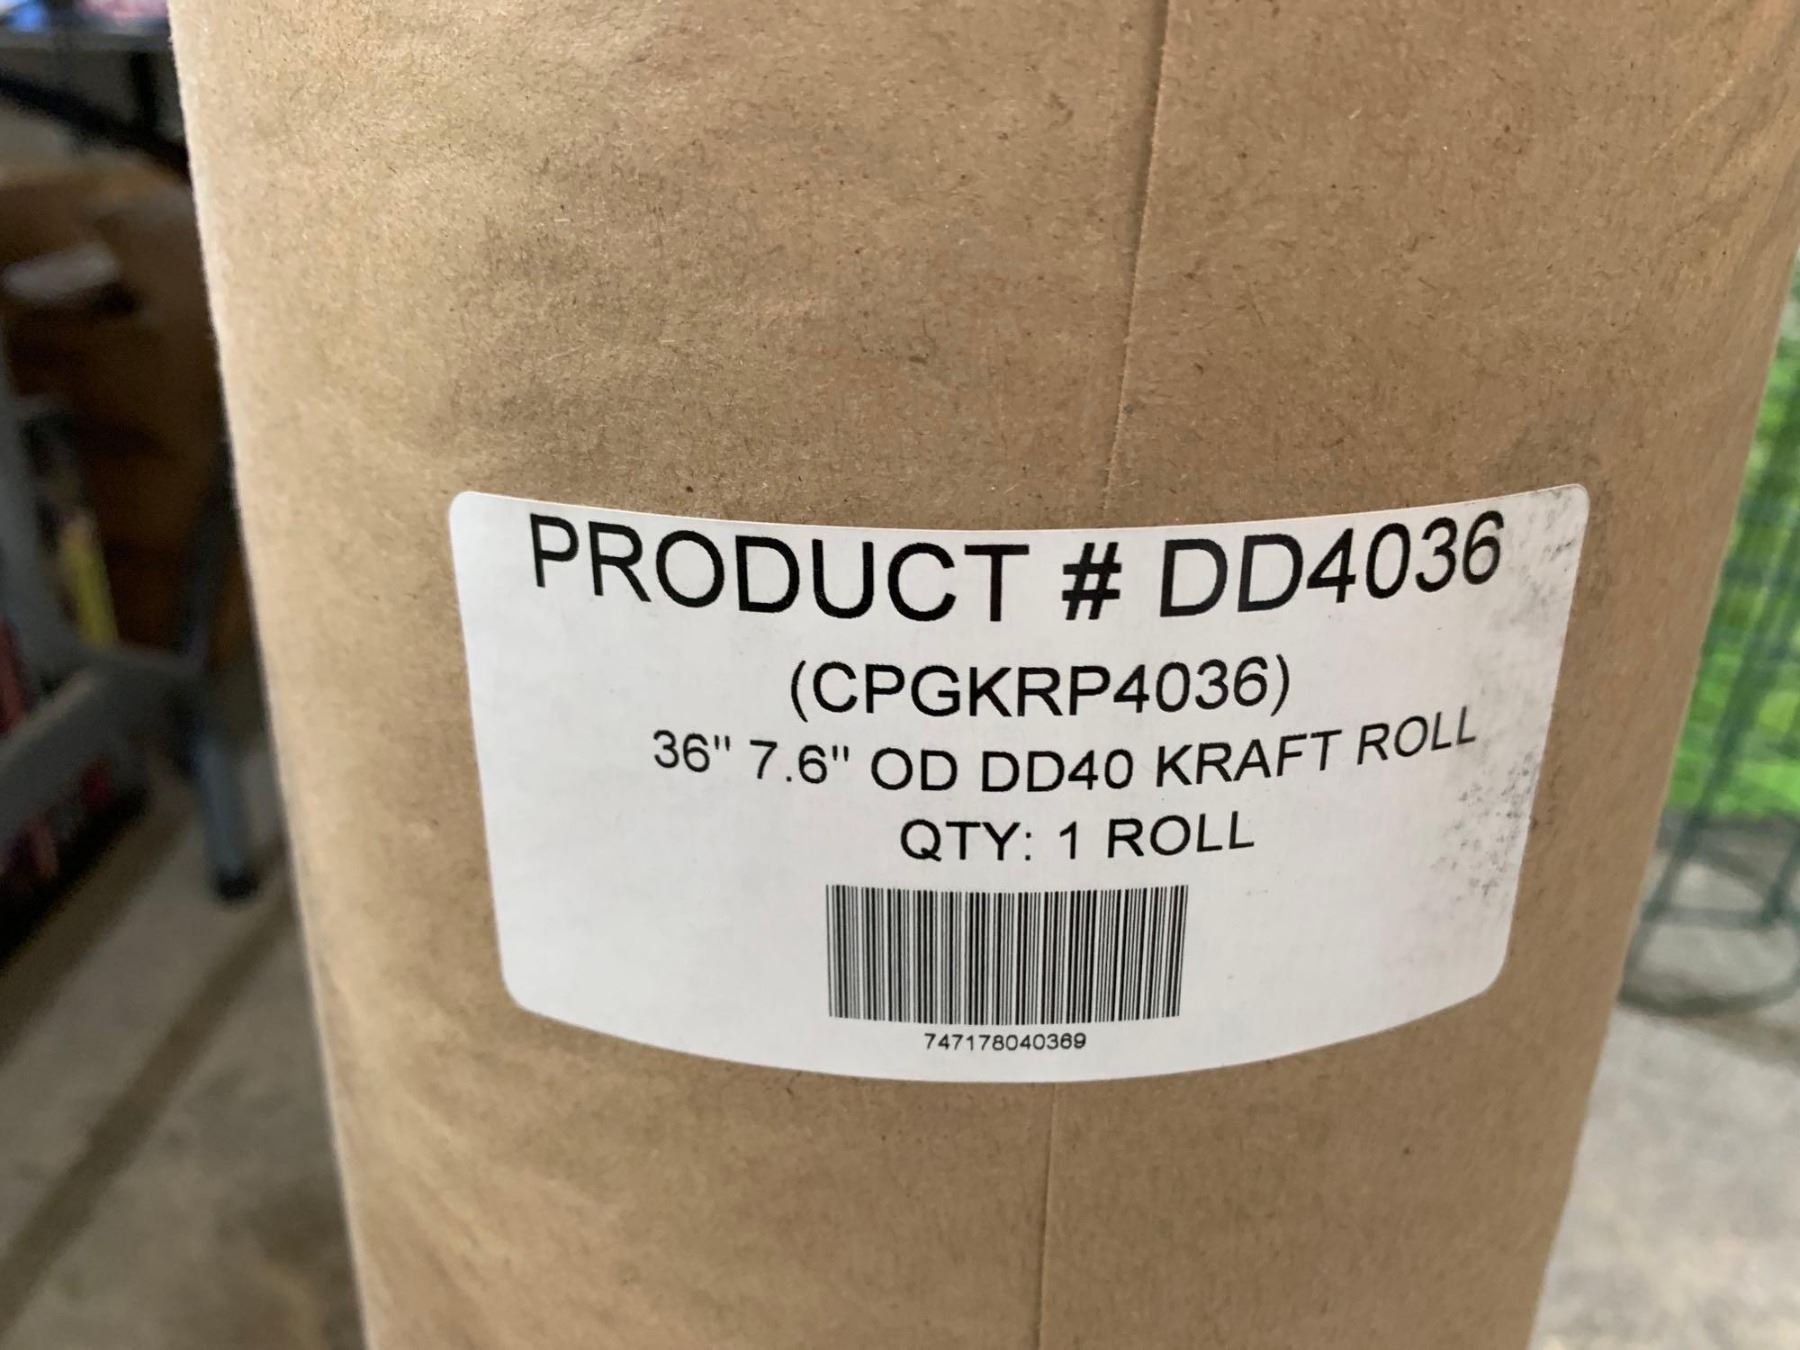 PRODUCT # DD4036
(CPGKRP4036)
36" 7.6" OD DD40 KRAFT ROLL
QTY: 1 ROLL
747178040369